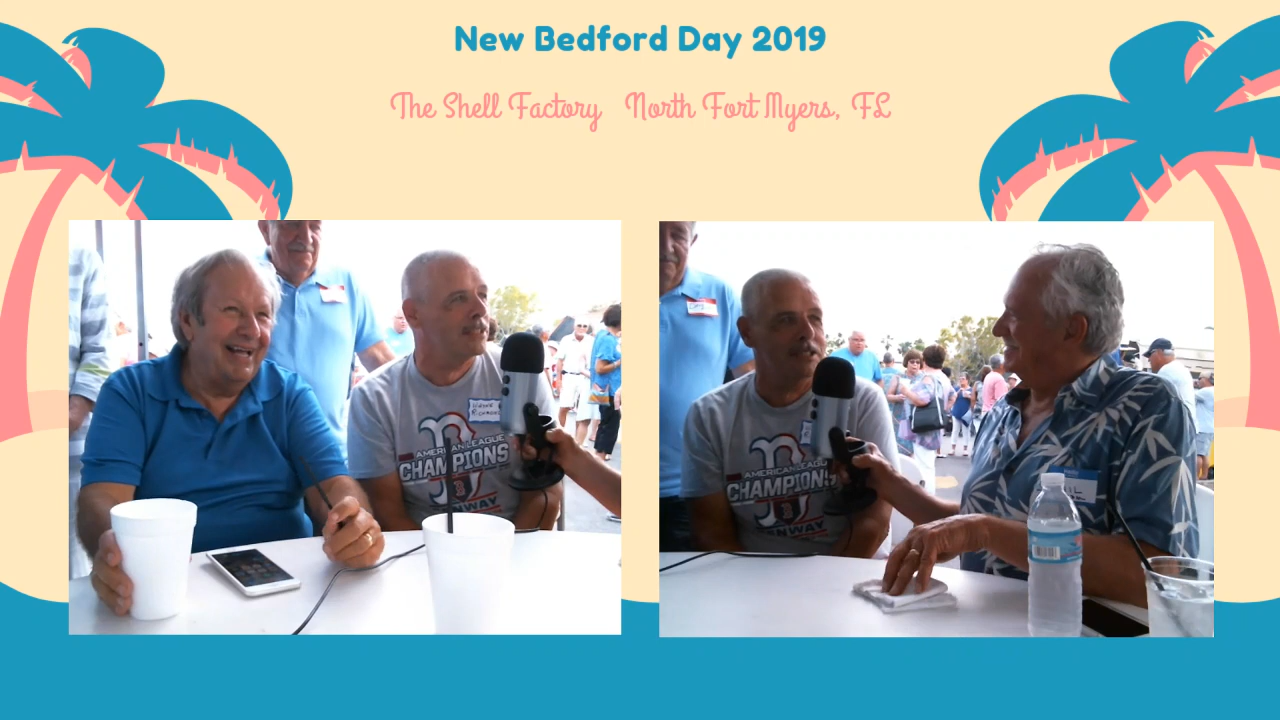 New Bedford Day 2019
The Shell Factory North Fort Myers, FL
AMERICAN LEAGUE
CHAMPIONS
AMERICAN LEAGUE
CHAMPIONS